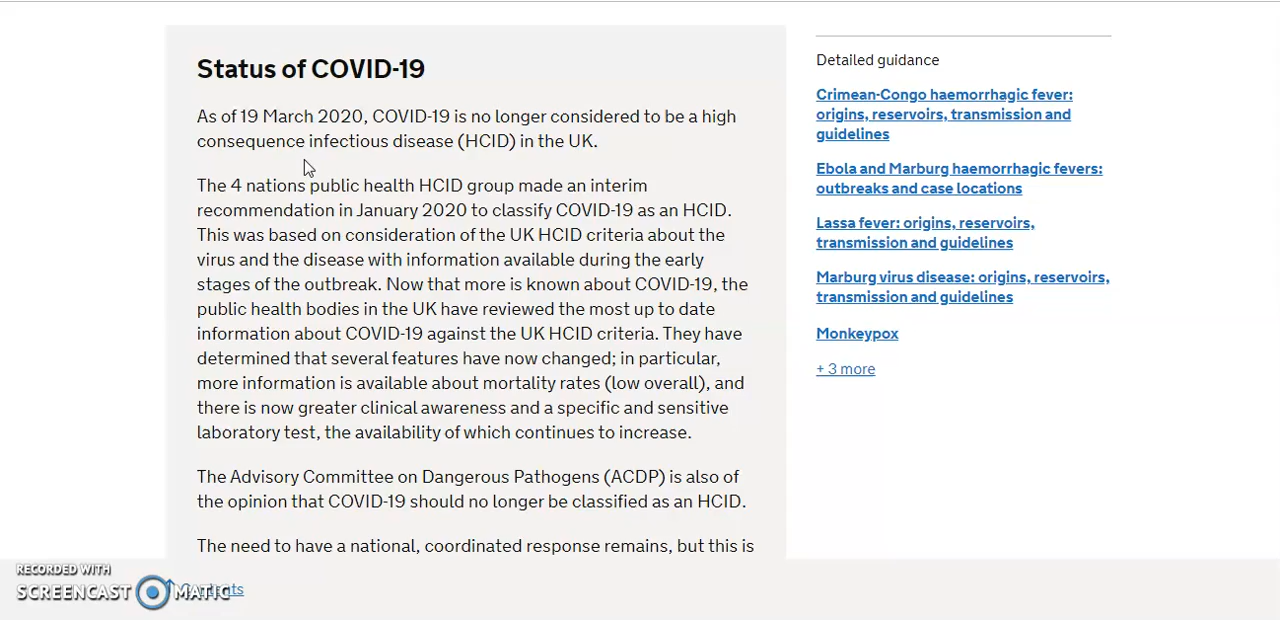 Status of COVID-19
As of 19 March 2020, COVID-19 is no longer considered to be a high
consequence infectious disease (HCID) in the UK.
The 4 nations public health HCID group made an interim
recommendation in January 2020 to classify COVID-19 as an HCID.
This was based on consideration of the UK HCID criteria about the
virus and the disease with information available during the early
stages of the outbreak. Now that more is known about COVID-19, the
public health bodies in the UK have reviewed the most up to date
information about COVID-19 against the UK HCID criteria. They have
determined that several features have now changed; in particular,
more information is available about mortality rates (low overall), and
there is now greater clinical awareness and a specific and sensitive
laboratory test, the availability of which continues to increase.
The Advisory Committee on Dangerous Pathogens (ACDP) is also of
the opinion that COVID-19 should no longer be classified as an HCID.
The need to have a national, coordinated response remains, but this is
Detailed guidance
Crimean-Congo haemorrhagic fever:
origins, reservoirs, transmission and
guidelines
Ebola and Marburg haemorrhagic fevers:
outbreaks and case locations
Lassa fever: origins, reservoirs,
transmission and guidelines
Marburg virus disease: origins, reservoirs,
transmission and guidelines
Monkeypox
+ 3 more
RECORDED WITH
SCREENCAST MATIC